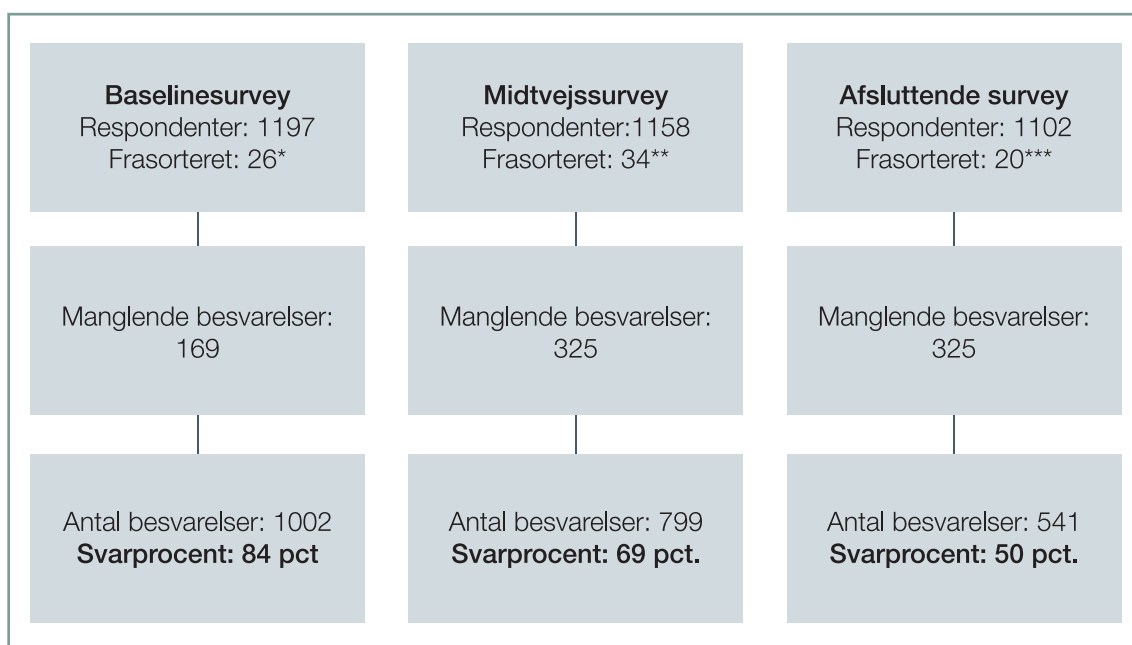 Baselinesurvey
Respondenter: 1197
Frasorteret: 26*
Manglende besvarelser:
169
Antal besvarelser: 1002
Svarprocent: 84 pct
Midtvejssurvey
Respondenter:1158
Frasorteret: 34**
Manglende besvarelser:
325
Antal besvarelser: 799
Svarprocent: 69 pct.
Afsluttende survey
Respondenter: 1102
Frasorteret: 20***
Manglende besvarelser:
325
Antal besvarelser: 541
Svarprocent: 50 pct.